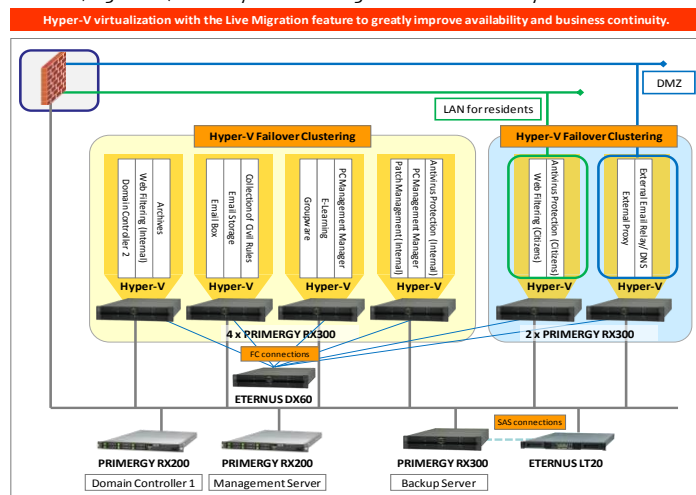 Hyper-V virtualization with the Live Migration feature to greatly improve availability and business continuity.
DMZ
LAN for residents
Hyper-V Failover Clustering
Hyper-V Failover Clustering
Domain Controller 2
Web Filtering (Internal)
Archives
Email Box
Email Storage
Collection of Civil Rules
Groupware
E-Learning
PC Management Manager
Patch Management (Internal)
PC Management Manager
Antivirus Protection (Internal)
Web Filtering (Citizens)
Antivirus Protection (Citizens)
External Proxy
External Email Relay/ DNS
Hyper-V
Hyper-V
Hyper-V
Hyper-V
Hyper-V
Hyper-V
4 x PRIMERGY RX300
2 x PRIMERGY RX300
FC connections
ETERNUS DX60
SAS connections
PRIMERGY RX200
PRIMERGY RX200
PRIMERGY RX300
ETERNUS LT20
Domain Controller 1
Management Server
Backup Server